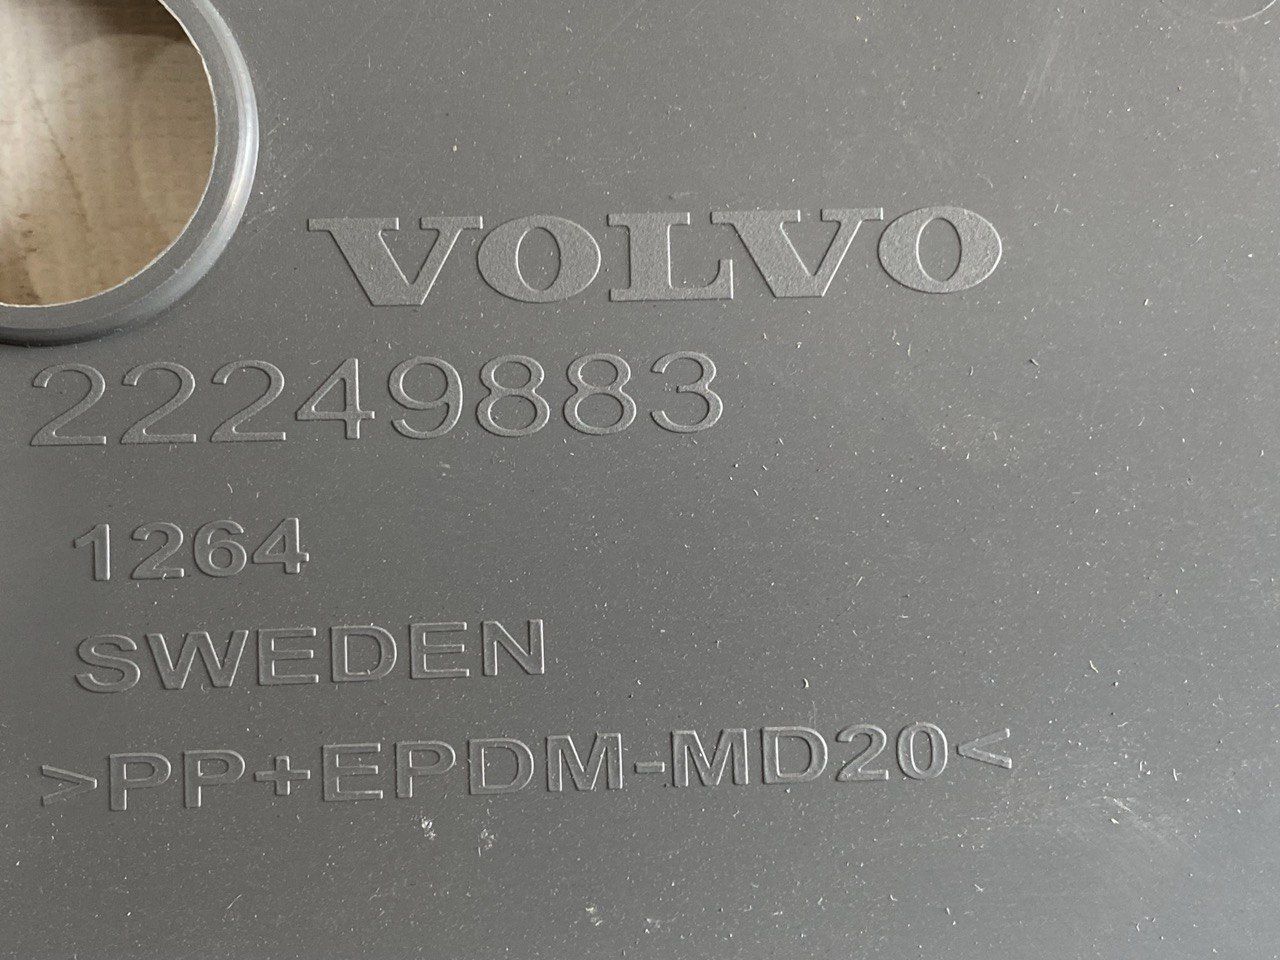 VOLVO
22249883
1264
SWEDEN
>PP+EPDM-MD20<